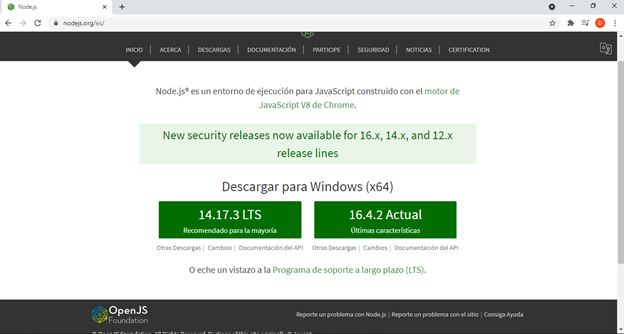 Node.js
nodejs.org/es/
D
INICIO | ACERCA | DESCARGAS | DOCUMENTACIÓN | PARTICIPE | SEGURIDAD | NOTICIAS | CERTIFICATION
Node.js® es un entorno de ejecución para JavaScript construido con el motor de
JavaScript V8 de Chrome.
New security releases now available for 16.x, 14.x, and 12.x
release lines
Descargar para Windows (x64)
14.17.3 LTS
Recomendado para la mayoría
16.4.2 Actual
Últimas características
Otras Descargas | Cambios | Documentación del API
Otras Descargas | Cambios | Documentación del API
O eche un vistazo a la Programa de soporte a largo plazo (LTS).
OpenJS
Foundation
Reporte un problema con Node.js | Reporte un problema con el sitio | Consiga Ayuda